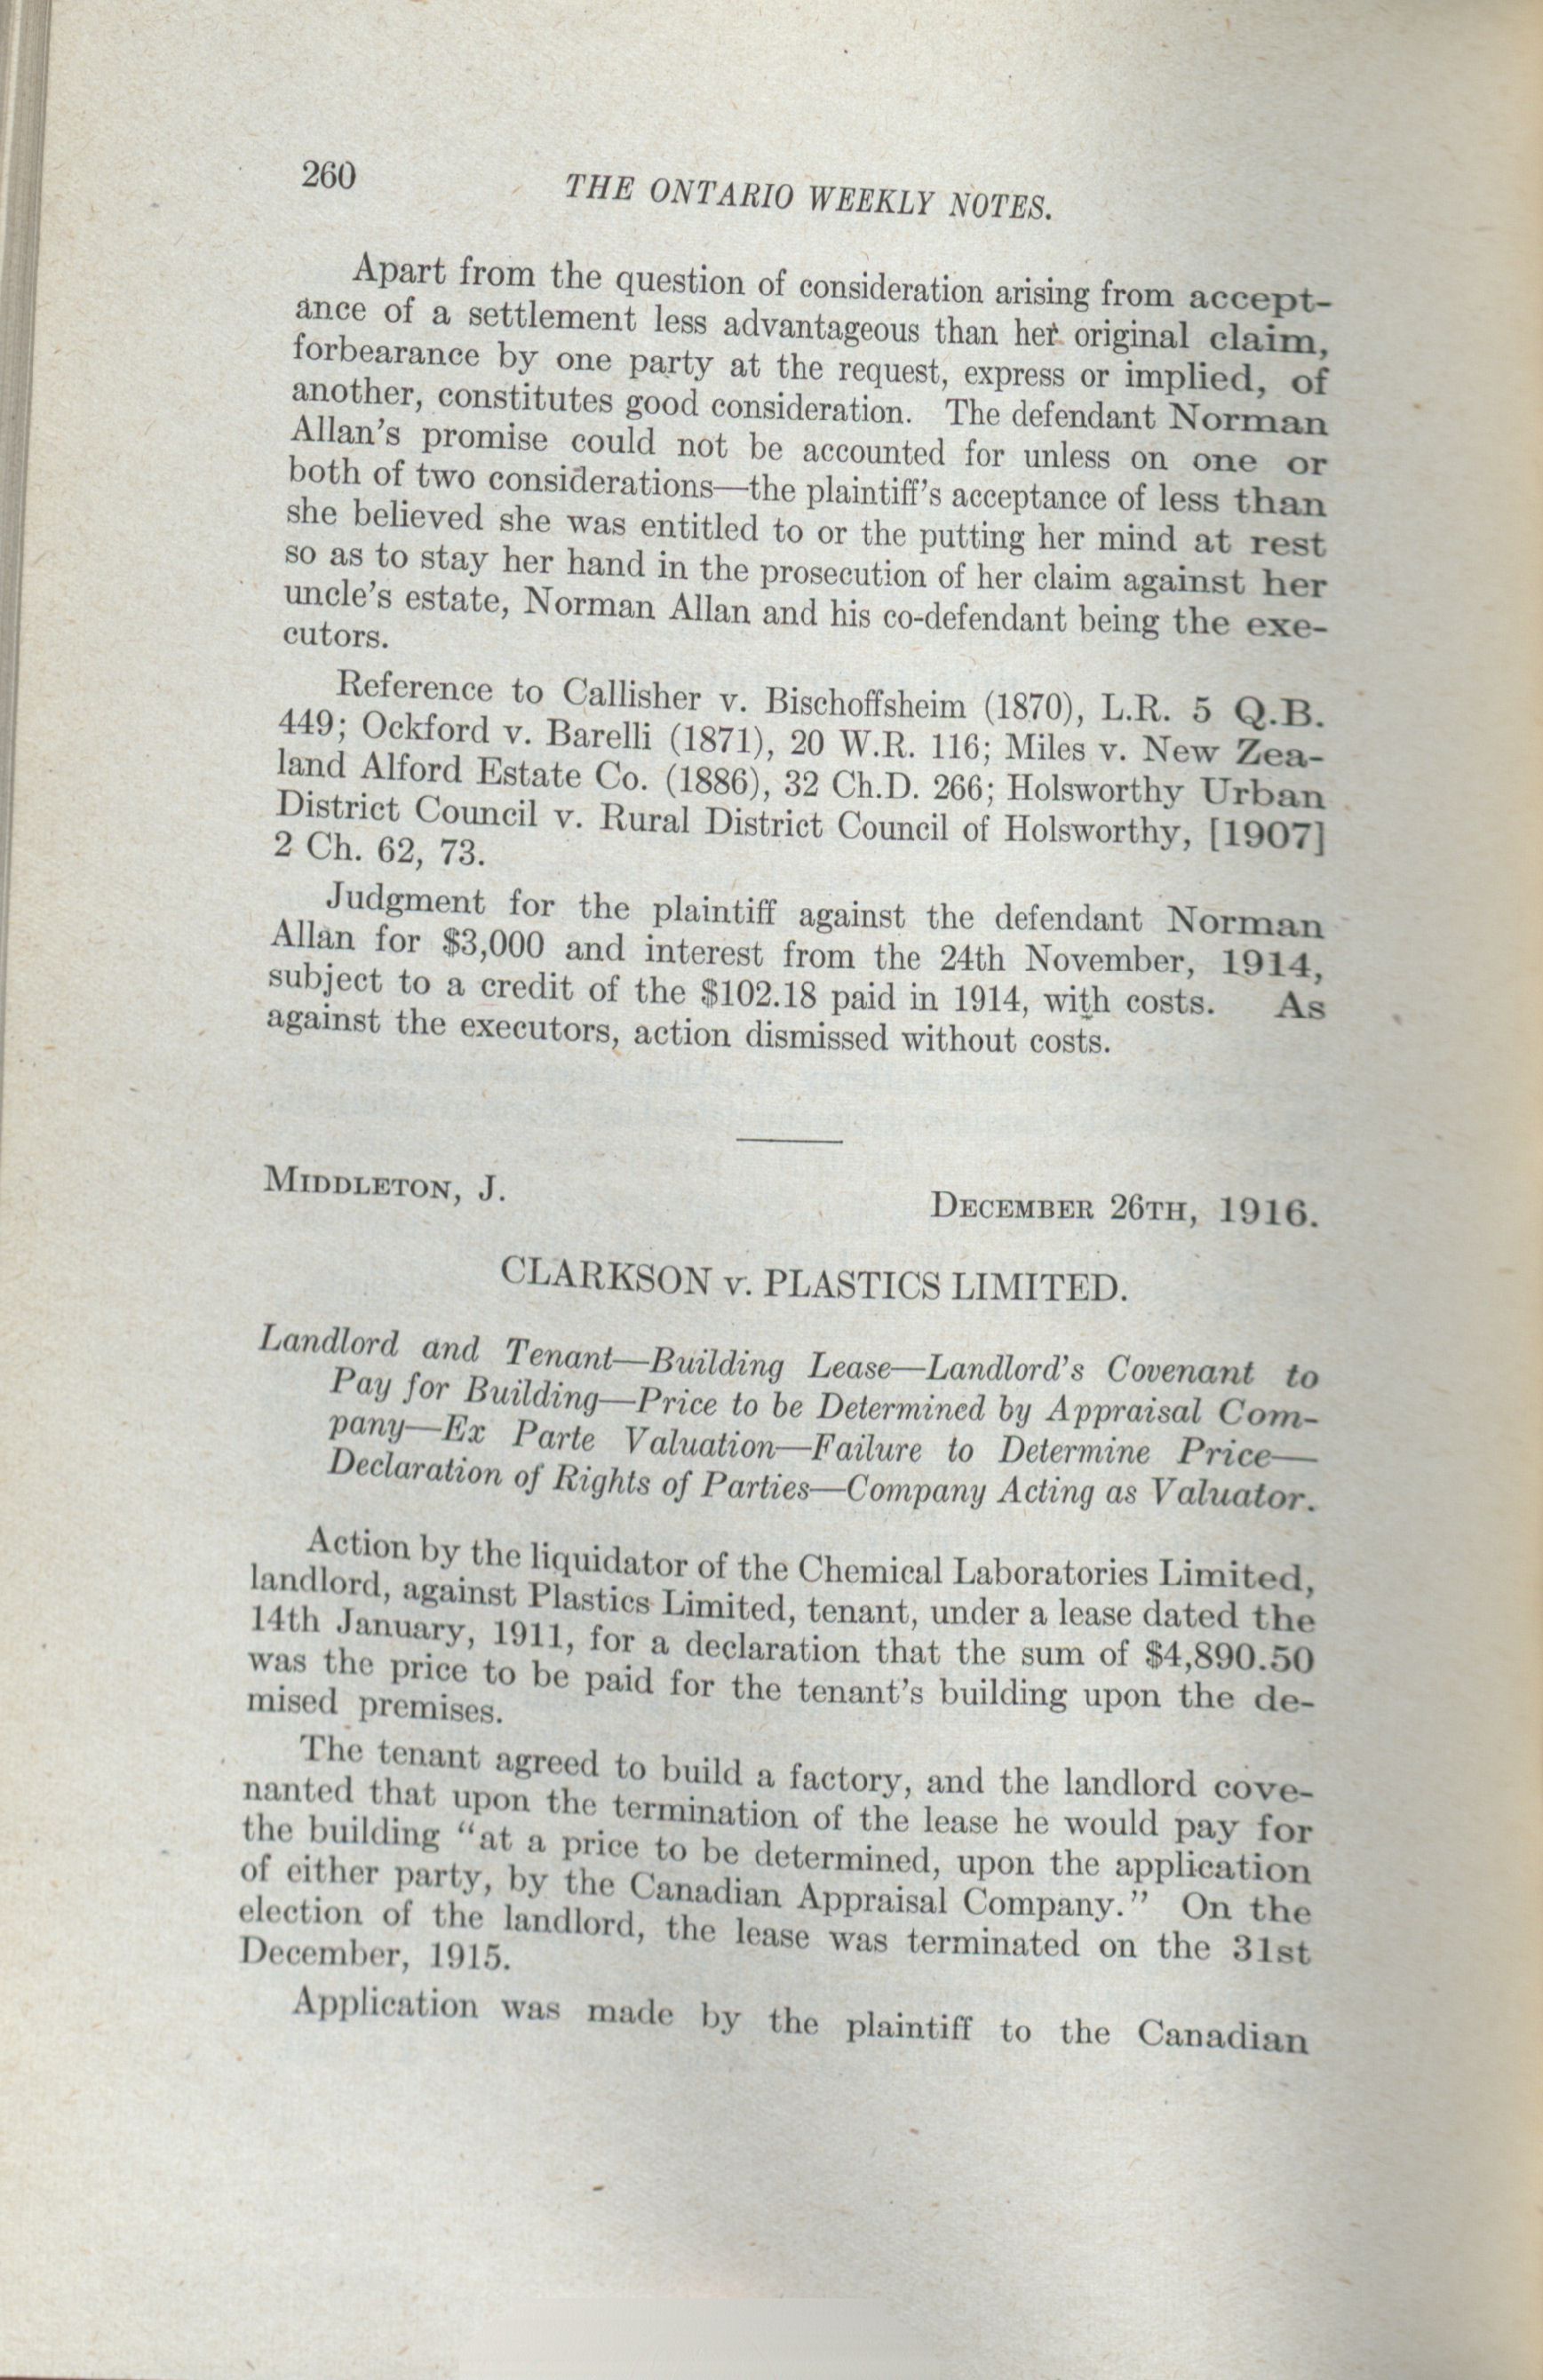 260
THE ONTARIO WEEKLY NOTES.
Apart from the question of consideration arising from accept-
ance of a settlement less advantageous than her original claim,
forbearance by one party at the request, express or implied, of
another, constitutes good consideration. The defendant Norman
Allan's promise could not be accounted for unless on one or
both of two considerations—the plaintiff's acceptance of less than
she believed she was entitled to or the putting her mind at rest
so as to stay her hand in the prosecution of her claim against her
uncle's estate, Norman Allan and his co-defendant being the exe-
cutors.
Reference to Callisher v. Bischoffsheim (1870), L.R. 5 Q.B.
449; Ockford v. Barelli (1871), 20 W.R. 116; Miles v. New Zea-
land Alford Estate Co. (1886), 32 Ch.D. 266; Holsworthy Urban
District Council v. Rural District Council of Holsworthy, [1907]
2 Ch. 62, 73.
Judgment for the plaintiff against the defendant Norman
Allan for $3,000 and interest from the 24th November, 1914,
subject to a credit of the $102.18 paid in 1914, with costs. As
against the executors, action dismissed without costs.
MIDDLETON, J.
DECEMBER 26TH, 1916.
CLARKSON v. PLASTICS LIMITED.
Landlord and Tenant—Building Lease—Landlord's Covenant to
Pay for Building—Price to be Determined by Appraisal Com-
pany—Ex Parte Valuation—Failure to Determine Price—
Declaration of Rights of Parties—Company Acting as Valuator.
Action by the liquidator of the Chemical Laboratories Limited,
landlord, against Plastics Limited, tenant, under a lease dated the
14th January, 1911, for a declaration that the sum of $4,890.50
was the price to be paid for the tenant's building upon the de-
mised premises.
The tenant agreed to build a factory, and the landlord cove-
nanted that upon the termination of the lease he would pay for
the building "at a price to be determined, upon the application
of either party, by the Canadian Appraisal Company." On the
election of the landlord, the lease was terminated on the 31st
December, 1915.
Application was made by the plaintiff to the Canadian